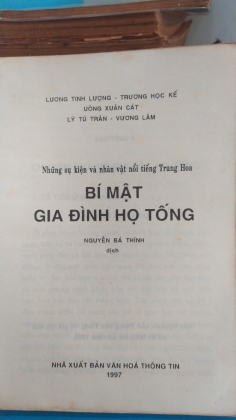 LƯƠNG TINH LƯỢNG - TRƯƠNG HỌC KẾ
UÔNG XUÂN CÁT
LÝ TÚ TRÂN - VƯƠNG LÂM
Những sự kiện và nhân vật nổi tiếng Trung Hoa
BÍ MẬT
GIA ĐÌNH HỌ TỐNG
NGUYỄN BÁ THÍNH
dịch
NHÀ XUẤT BẢN VĂN HOÁ THÔNG TIN
1997